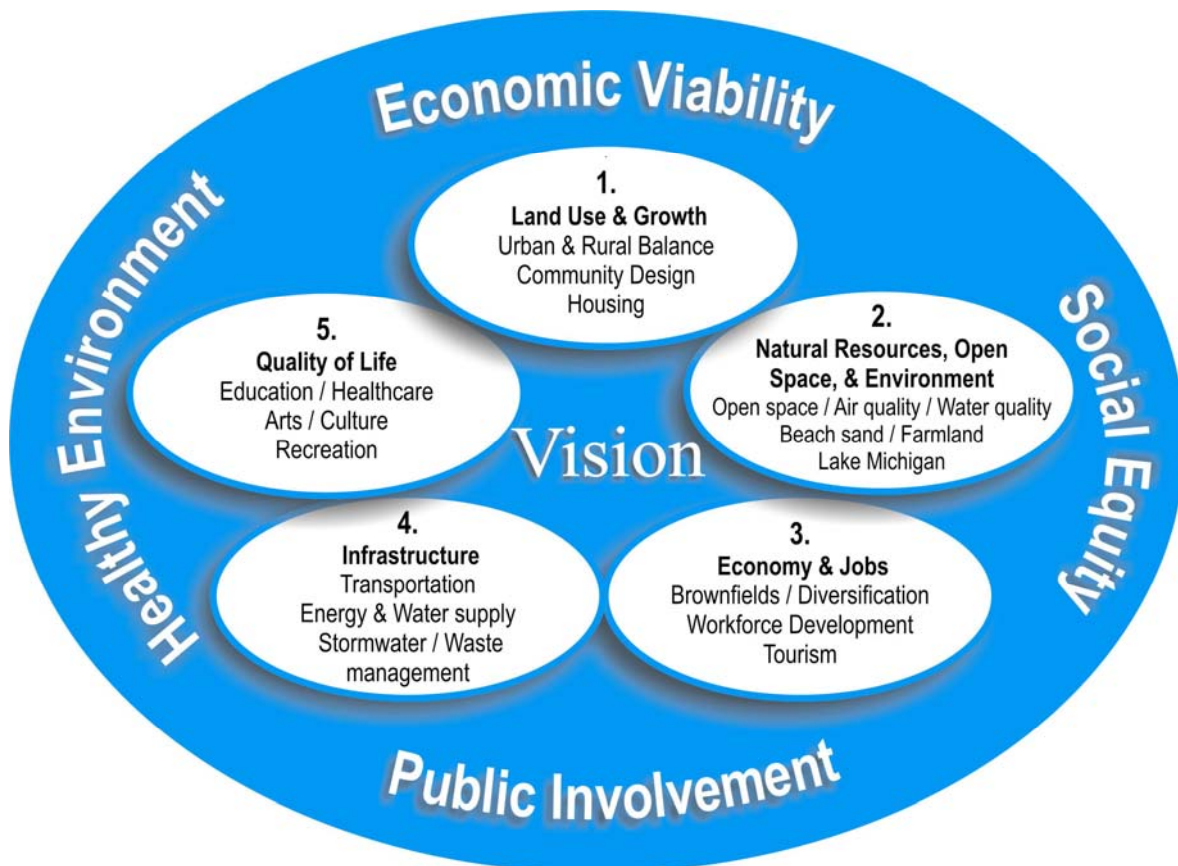 Economic Viability
Healthy Environment
Social Equity
1.
Land Use & Growth
Urban & Rural Balance
Community Design
Housing
2.
Natural Resources, Open
Space, & Environment
Open space / Air quality / Water quality
Beach sand / Farmland
Lake Michigan
5.
Quality of Life
Education / Healthcare
Arts / Culture
Recreation
Vision
4.
Infrastructure
Transportation
Energy & Water supply
Stormwater / Waste
management
3.
Economy & Jobs
Brownfields / Diversification
Workforce Development
Tourism
Public Involvement